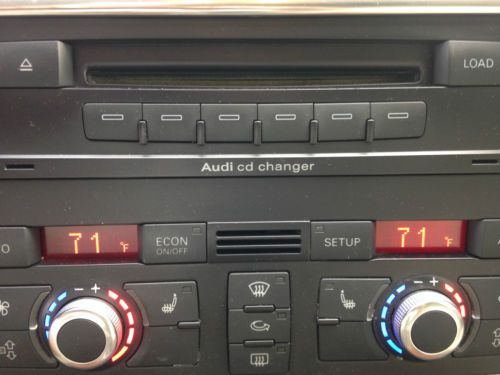 LOAD
Audi cd changer
71 °F
ECON
ON/OFF
SETUP
71 °F
- +
- +